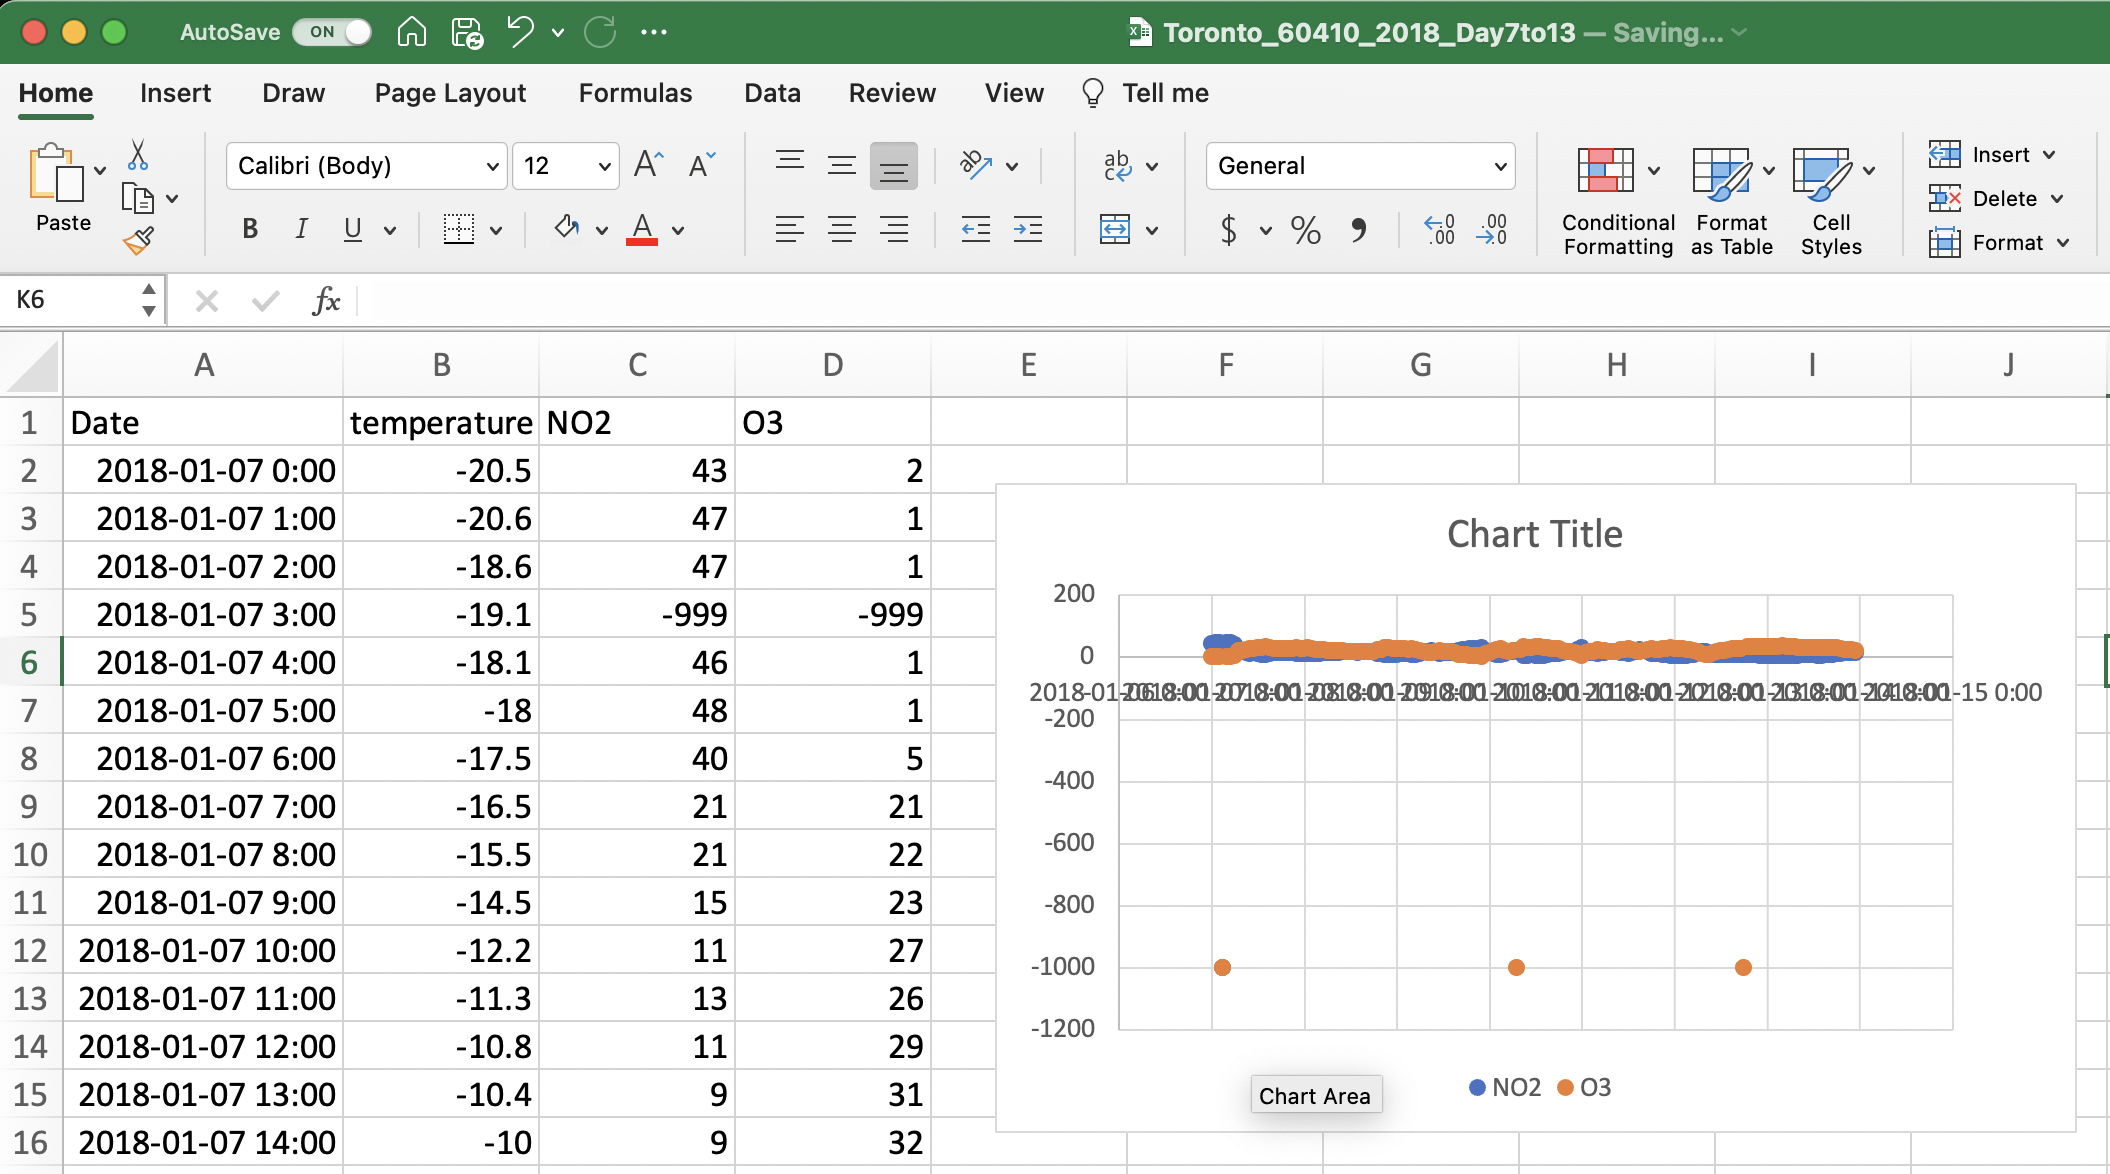 AutoSave ON Toronto_60410_2018_Day7to13 — Saving...
Home Insert Draw Page Layout Formulas Data Review View Tell me
Paste
Calibri (Body) 12
B I U A
ab
General
$ % 
Conditional Formatting
Format as Table
Cell Styles
Insert
Delete
Format
K6 fx
A B C D E F G H I J
1 Date temperature NO2 O3
2 2018-01-07 0:00 -20.5 43 2
3 2018-01-07 1:00 -20.6 47 1
4 2018-01-07 2:00 -18.6 47 1
5 2018-01-07 3:00 -19.1 -999 -999
6 2018-01-07 4:00 -18.1 46 1
7 2018-01-07 5:00 -18 48 1
8 2018-01-07 6:00 -17.5 40 5
9 2018-01-07 7:00 -16.5 21 21
10 2018-01-07 8:00 -15.5 21 22
11 2018-01-07 9:00 -14.5 15 23
12 2018-01-07 10:00 -12.2 11 27
13 2018-01-07 11:00 -11.3 13 26
14 2018-01-07 12:00 -10.8 11 29
15 2018-01-07 13:00 -10.4 9 31
16 2018-01-07 14:00 -10 9 32
Chart Title
200
0
-200
-400
-600
-800
-1000
-1200
NO2 O3
Chart Area